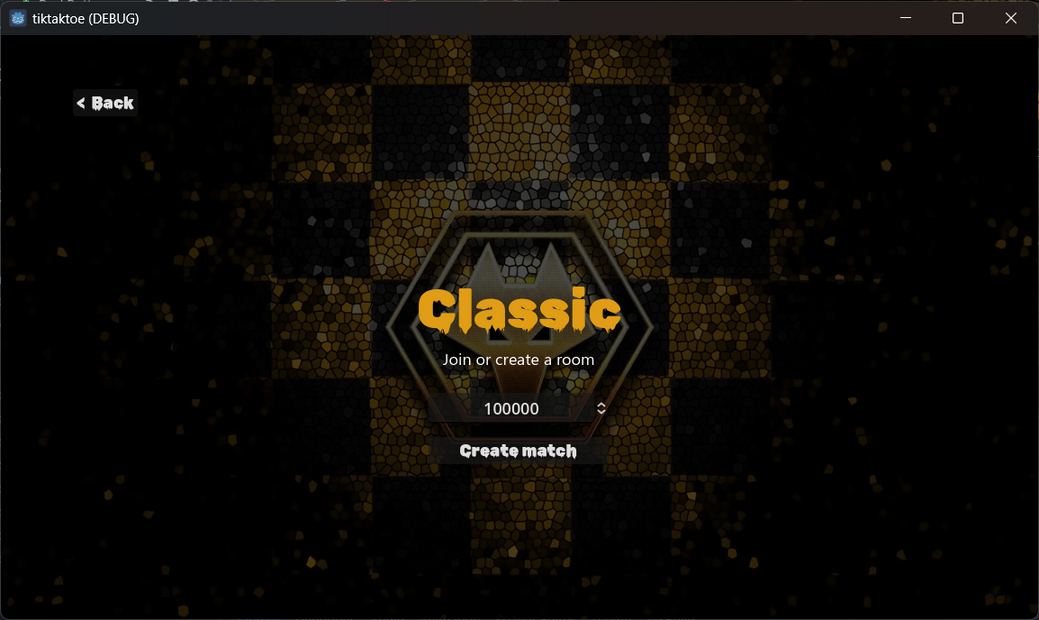 tiktaktoe (DEBUG)
< Back
Classic
Join or create a room
100000
Create match